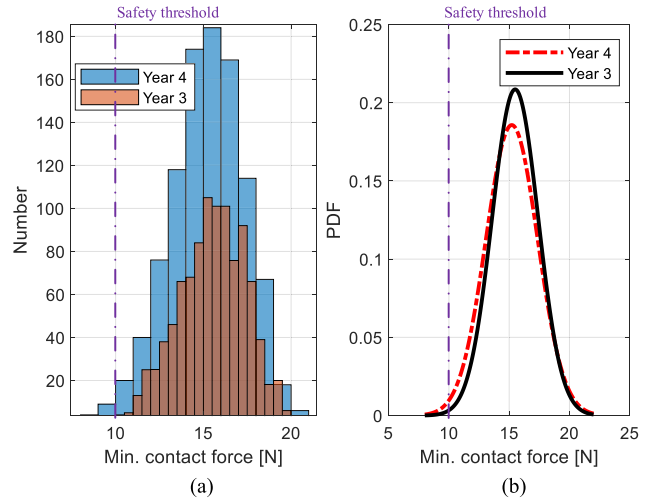 Safety threshold
180
160
140
120
100
80
60
40
20
Number
Year 4
Year 3
10
15
20
Min. contact force [N]
(a)
Safety threshold
0.25
0.2
0.15
0.1
0.05
0
PDF
Year 4
Year 3
5
10
15
20
25
Min. contact force [N]
(b)